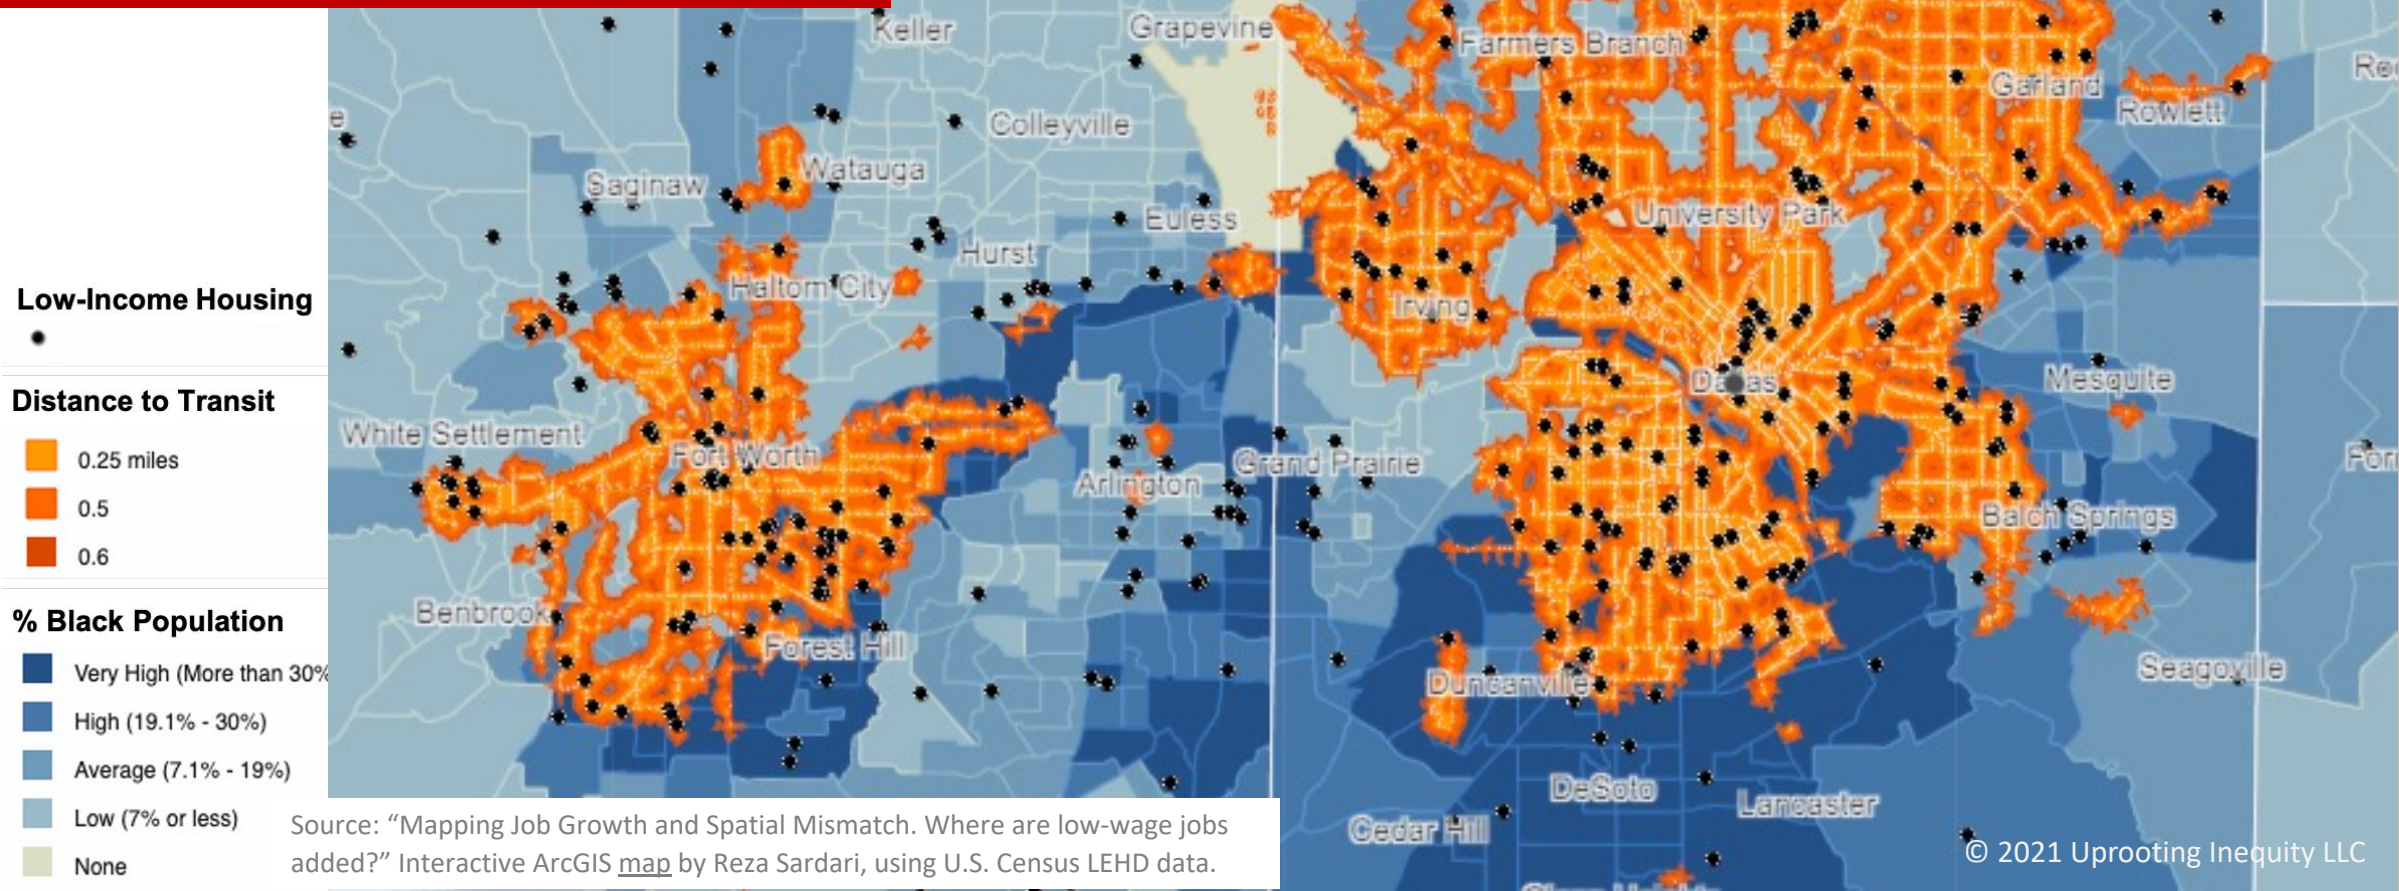 Low-Income Housing
Distance to Transit
0.25 miles
0.5
0.6
% Black Population
Very High (More than 30%
High (19.1% - 30%)
Average (7.1% - 19%)
Low (7% or less)
None
Keller
Grapevine
Farmers Branch
Garland
Rowlett
Colleyville
Watauga
Saginaw
Euless
University Park
Hurst
Haltom City
Irving
Dallas
Mesquite
White Settlement
Fort Worth
Grand Prairie
Arlington
Balch Springs
Benbrook
Forest Hill
Duncanville
Seagoville
DeSoto
Lancaster
Cedar Hill
Source: “Mapping Job Growth and Spatial Mismatch. Where are low-wage jobs
added?” Interactive ArcGIS map by Reza Sardari, using U.S. Census LEHD data.
© 2021 Uprooting Inequity LLC